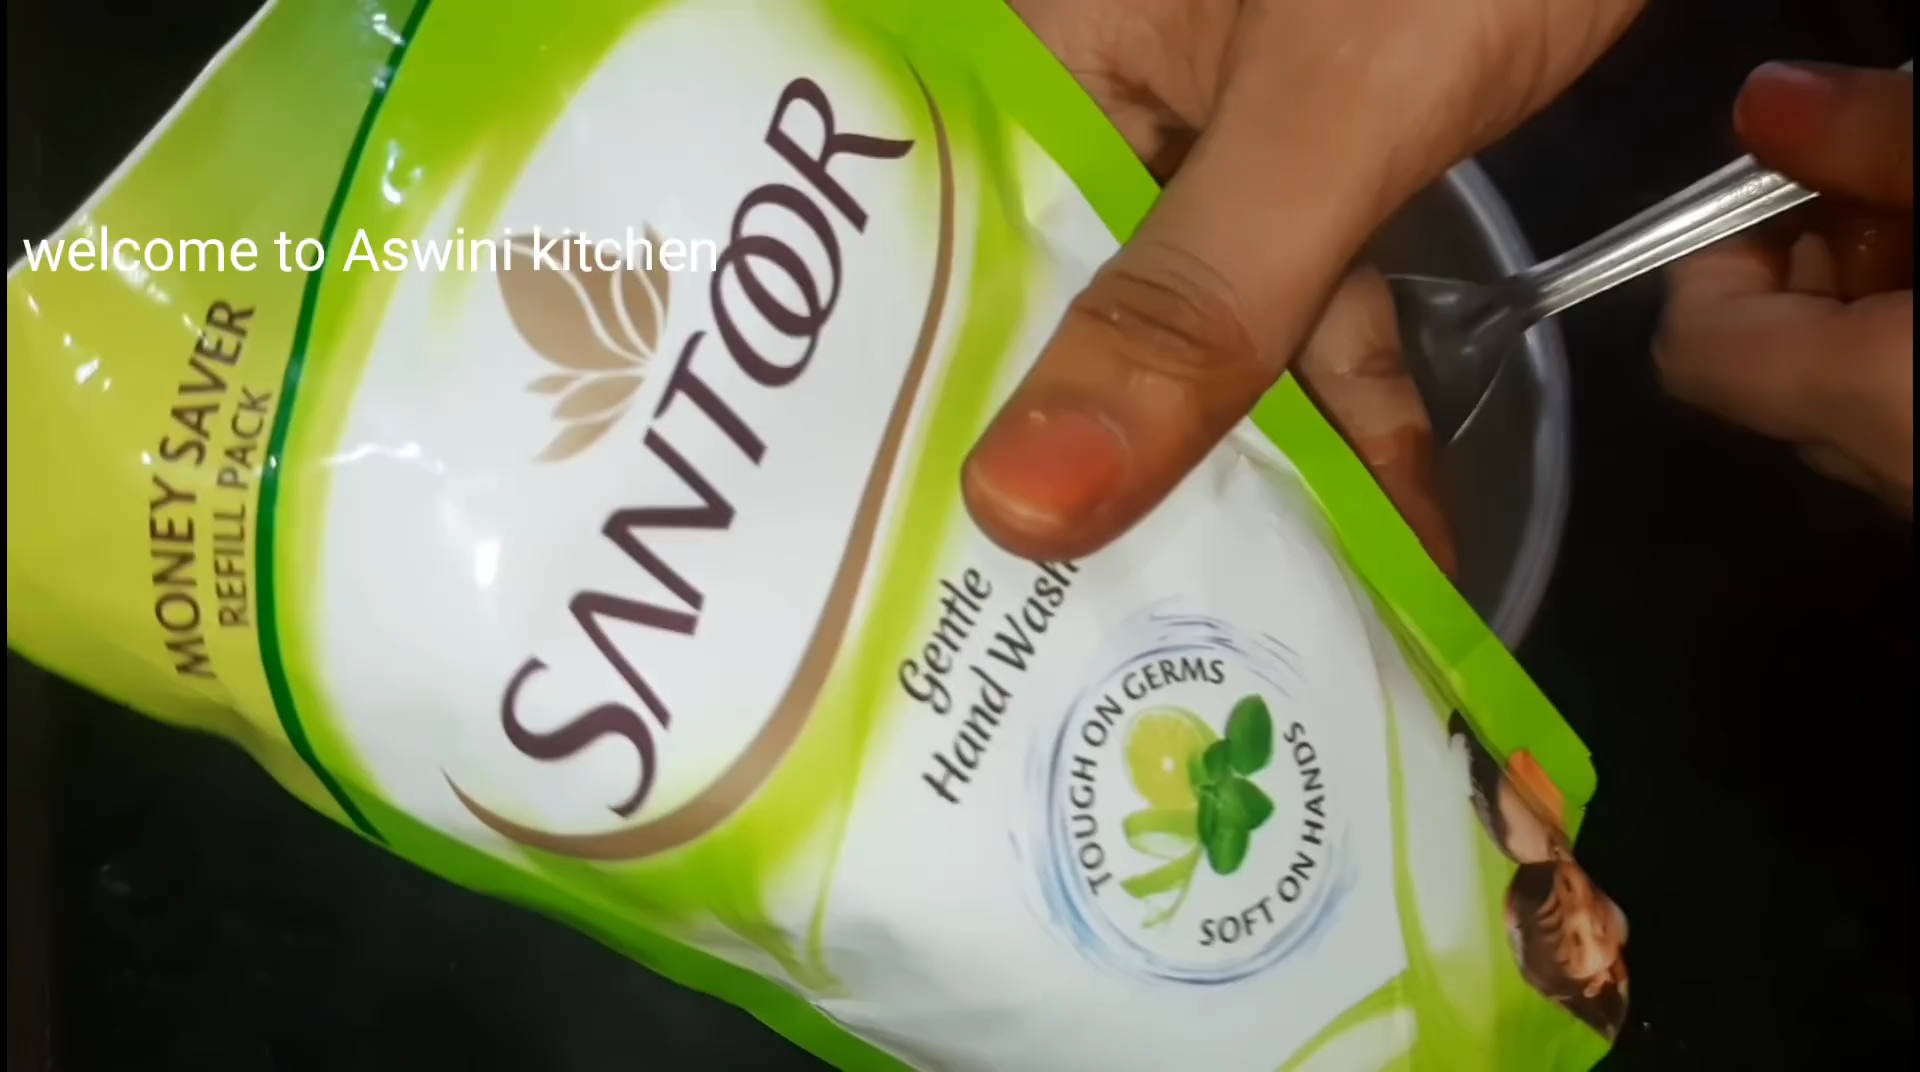 welcome to Aswini kitchen
MONEY SAVER
REFILL PACK
SANTOOR
Gentle
Hand Wash
TOUGH ON GERMS
SOFT ON HANDS